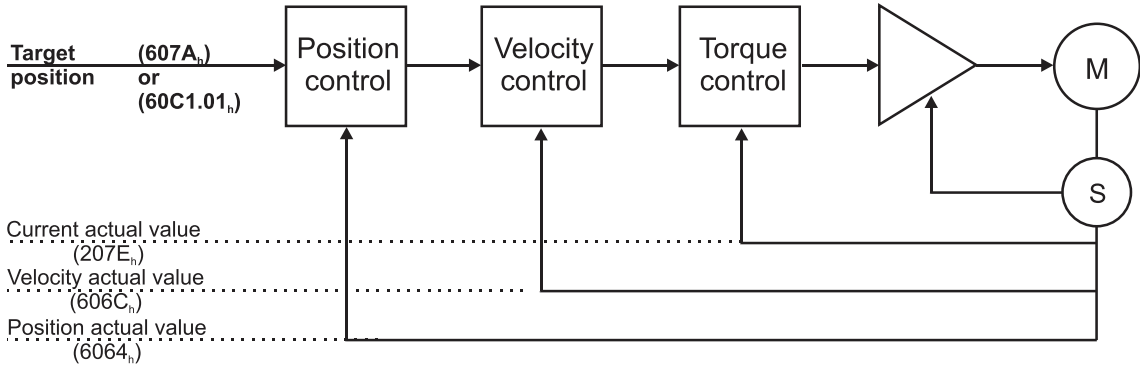 Target (607Aₕ)
position or
(60C1.01ₕ)
Position
control
Velocity
control
Torque
control
M
S
Current actual value
(207Eₕ)
Velocity actual value
(606Cₕ)
Position actual value
(6064ₕ)